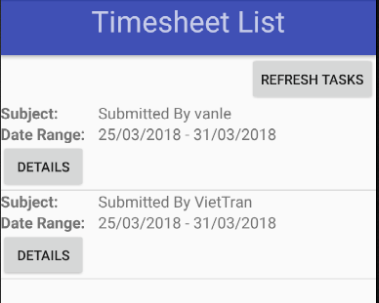 Timesheet List
REFRESH TASKS
Subject: Submitted By vanle
Date Range: 25/03/2018 - 31/03/2018
DETAILS
Subject: Submitted By VietTran
Date Range: 25/03/2018 - 31/03/2018
DETAILS